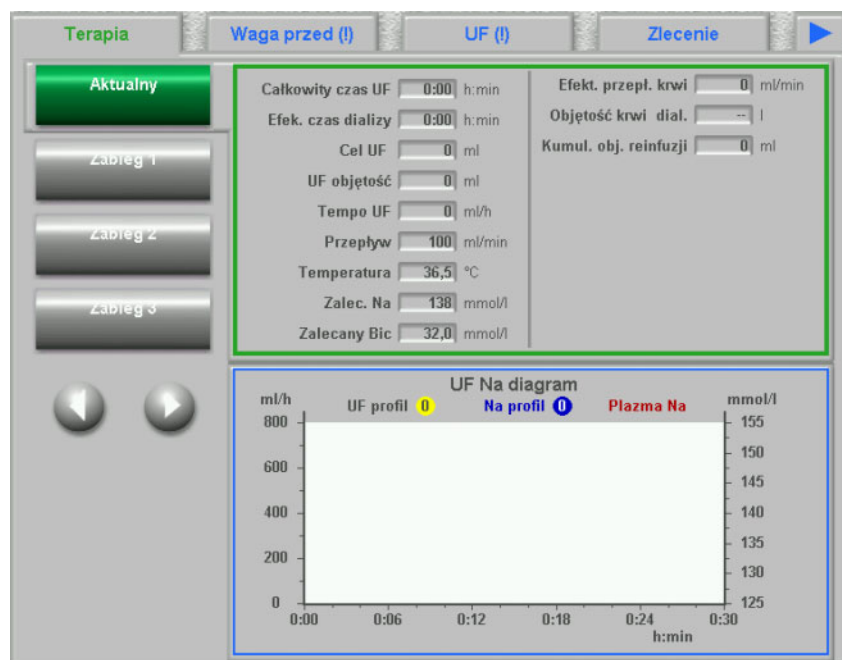 Terapia
Waga przed (!)
UF (!)
Zlecenie
Aktualny
Zabieg 1
Zabieg 2
Zabieg 3
Całkowity czas UF 0:00 h:min
Efek. czas dializy 0:00 h:min
Cel UF 0 ml
UF objętość 0 ml
Tempo UF 0 ml/h
Przepływ 100 ml/min
Temperatura 36,5 °C
Zalec. Na 138 mmol/l
Zalecany Bic 32,0 mmol/l
Efekt. przepł. krwi 0 ml/min
Objętość krwi dial. -- l
Kumul. obj. reinfuzji 0 ml
UF Na diagram
ml/h
UF profil 0
Na profil 0
Plazma Na
mmol/l
800
600
400
200
0
155
150
145
140
135
130
125
0:00 0:06 0:12 0:18 0:24 0:30
h:min